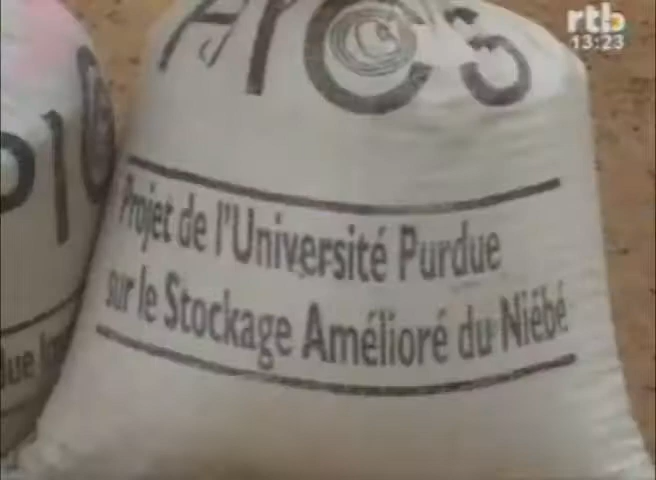 rtb
13:23
PICS
Projet de l'Université Purdue
sur le Stockage Amélioré du Niébé